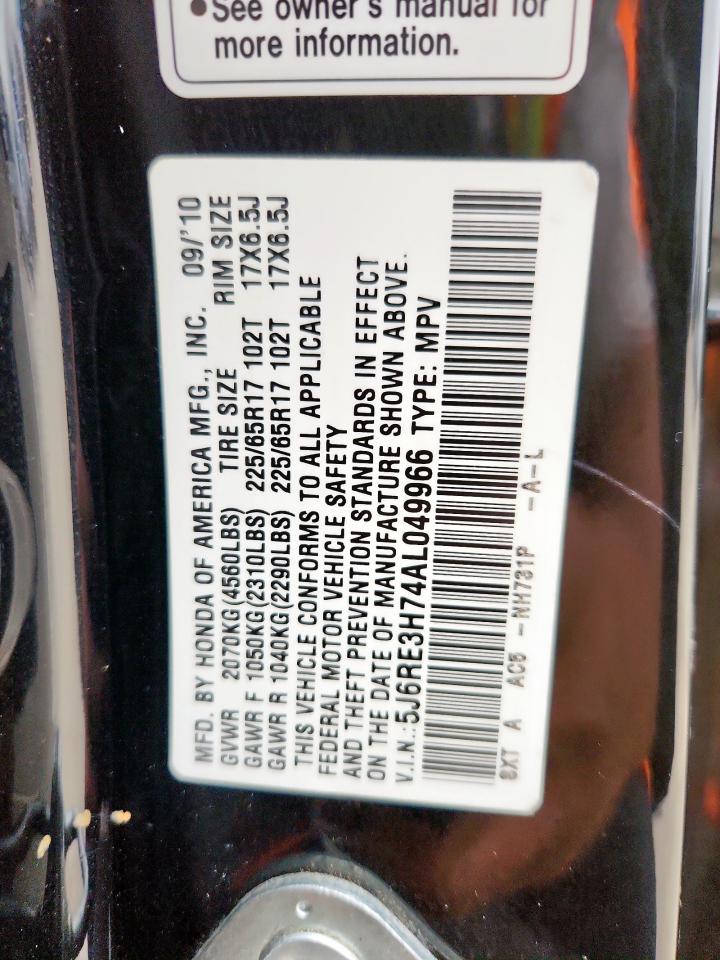 ●See owner's manual for
more information.
MFD. BY HONDA OF AMERICA MFG., INC. 09/'10
GVWR 2070KG(4560LBS) TIRE SIZE RIM SIZE
GAWR F 1050KG(2310LBS) 225/65R17 102T 17X6.5J
GAWR R 1040KG(2290LBS) 225/65R17 102T 17X6.5J
THIS VEHICLE CONFORMS TO ALL APPLICABLE
FEDERAL MOTOR VEHICLE SAFETY
AND THEFT PREVENTION STANDARDS IN EFFECT
ON THE DATE OF MANUFACTURE SHOWN ABOVE.
V.I.N.:5J6RE3H74AL049966 TYPE: MPV
SXT A AC5 -NH731P -A-L